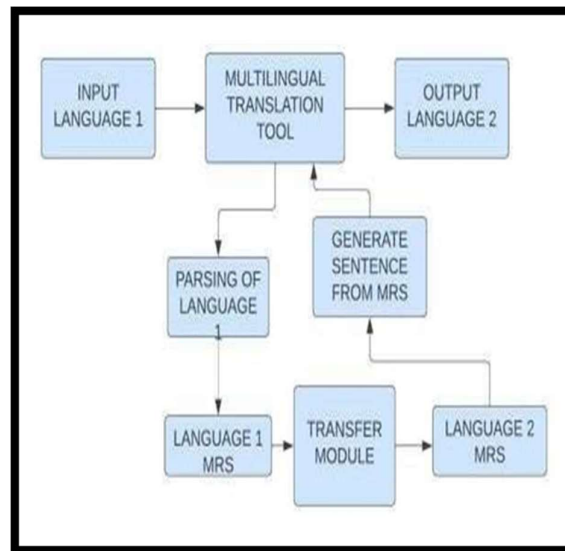 INPUT
LANGUAGE 1
MULTILINGUAL
TRANSLATION
TOOL
OUTPUT
LANGUAGE 2
PARSING OF
LANGUAGE
1
GENERATE
SENTENCE
FROM MRS
LANGUAGE 1
MRS
TRANSFER
MODULE
LANGUAGE 2
MRS